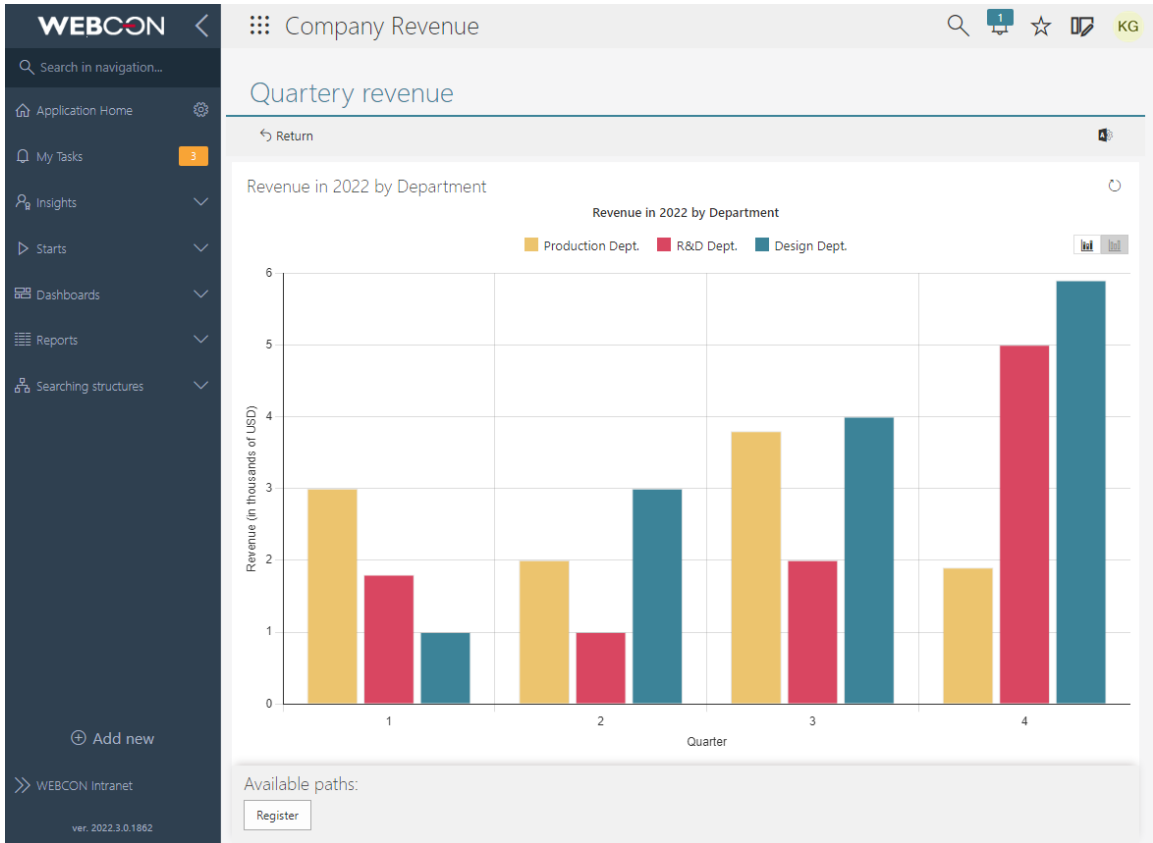 WEBCON
Company Revenue
1
KG
Search in navigation...
Application Home
My Tasks
3
Insights
Starts
Dashboards
Reports
Searching structures
Add new
WEBCON Intranet
ver. 2022.3.0.1862
Quartery revenue
Return
Revenue in 2022 by Department
Revenue in 2022 by Department
Production Dept. R&D Dept. Design Dept.
Revenue (in thousands of USD)
6
5
4
3
2
1
0
1 2 3 4
Quarter
Available paths:
Register